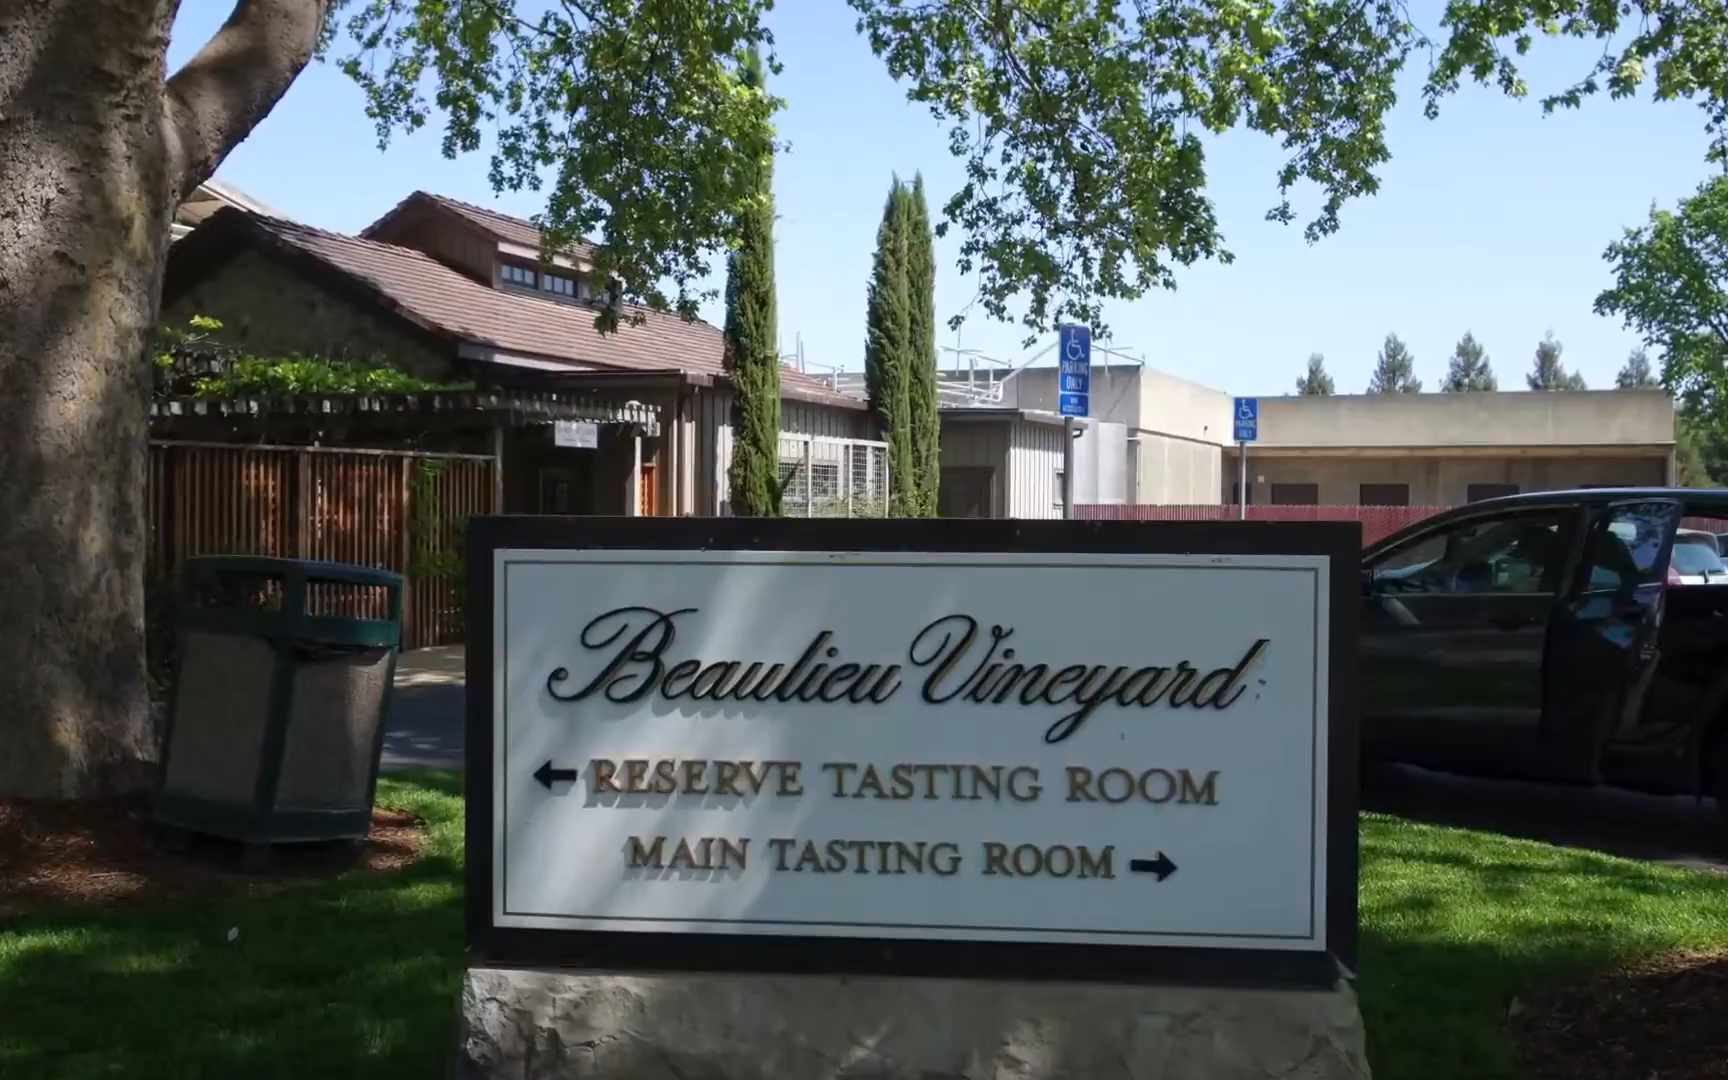 PARKING
ONLY
PARKING
ONLY
Beaulieu Vineyard
← RESERVE TASTING ROOM
MAIN TASTING ROOM →